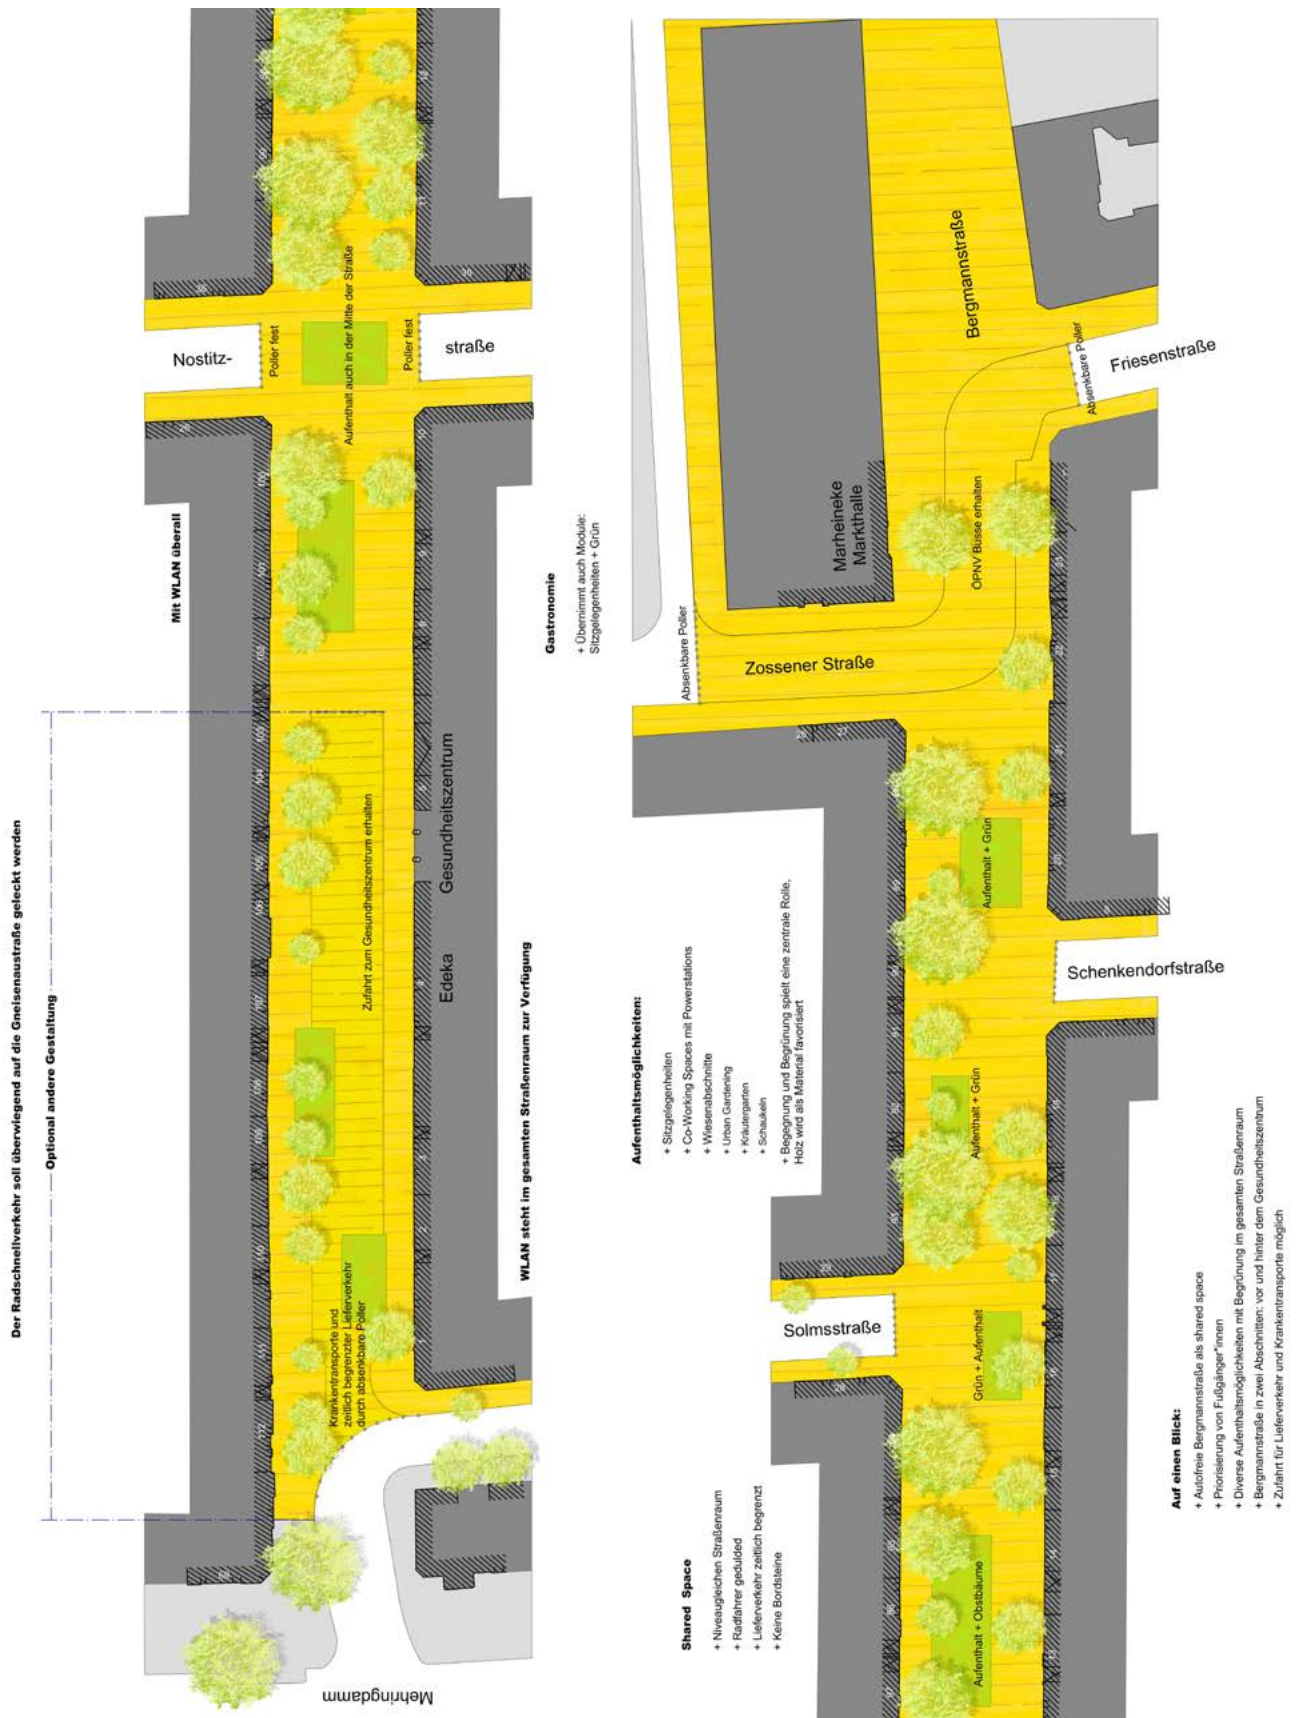 Der Radschnellverkehr soll überwiegend auf die Gneisenaustraße geleckt werden
Optional andere Gestaltung
Mit WLAN überall
Nostitz-
straße
Poller fest
Poller fest
Aufenthalt auch in der Mitte der Straße
Zufahrt zum Gesundheitszentrum erhalten
Krankentransporte und
zeitlich begrenzter Lieferverkehr
durch absenkbare Poller
Edeka
Gesundheitszentrum
Mehringdamm
WLAN steht im gesamten Straßenraum zur Verfügung
Gastronomie
+ Übernimmt auch Module:
Sitzgelegenheiten + Grün
Shared Space
+ Niveaugleichen Straßenraum
+ Radfahrer gedulded
+ Lieferverkehr zeitlich begrenzt
+ Keine Bordsteine
Aufenthaltsmöglichkeiten:
+ Sitzgelegenheiten
+ Co-Working Spaces mit Powerstations
+ Wiesenabschnitte
+ Urban Gardening
+ Kräutergarten
+ Schaukeln
+ Begegnung und Begrünung spielt eine zentrale Rolle,
Holz wird als Material favorisiert
Absenkbare Poller
Zossener Straße
Marheineke
Markthalle
Bergmannstraße
ÖPNV Busse erhalten
Absenkbare Poller
Friesenstraße
Solmsstraße
Schenkendorfstraße
Aufenthalt + Obstbäume
Grün + Aufenthalt
Aufenthalt + Grün
Aufenthalt + Grün
Auf einen Blick:
+ Autofreie Bergmannstraße als shared space
+ Priorisierung von Fußgänger*innen
+ Diverse Aufenthaltsmöglichkeiten mit Begrünung im gesamten Straßenraum
+ Bergmannstraße in zwei Abschnitten: vor und hinter dem Gesundheitszentrum
+ Zufahrt für Lieferverkehr und Krankentransporte möglich